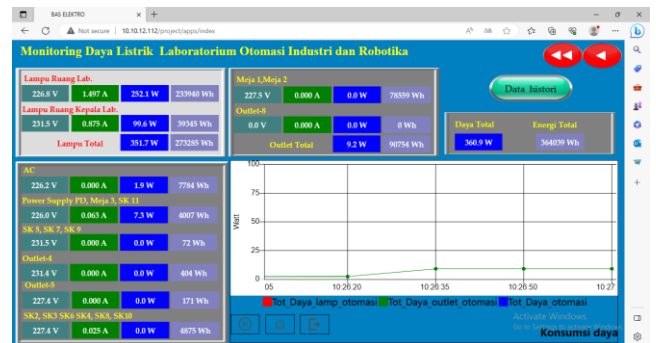 BAS ELEKTRO
Not secure | 10.10.12.112/project/apps/index
Monitoring Daya Listrik Laboratorium Otomasi Industri dan Robotika
Lampu Ruang Lab.
226.8 V 1.497 A 252.1 W 233940 Wh
Lampu Ruang Kepala Lab.
231.5 V 0.875 A 99.6 W 39345 Wh
Lampu Total 351.7 W 273285 Wh
Meja 1,Meja 2
227.5 V 0.000 A 0.0 W 78559 Wh
Outlet-8
0.0 V 0.000 A 0.0 W 0 Wh
Outlet Total 9.2 W 90754 Wh
Data histori
Daya Total Energi Total
360.9 W 364039 Wh
AC
226.2 V 0.000 A 1.9 W 7784 Wh
Power Supply PD, Meja 3, SK 11
226.0 V 0.063 A 7.3 W 4007 Wh
SK 5, SK 7, SK 9
231.5 V 0.000 A 0.0 W 72 Wh
Outlet-4
231.4 V 0.000 A 0.0 W 404 Wh
Outlet-5
227.4 V 0.000 A 0.0 W 171 Wh
SK2, SK3 SK6 SK4, SK8, SK10
227.4 V 0.025 A 0.0 W 4875 Wh
100
75
50
25
0
Watt
05 10:26:20 10:26:35 10:26:50 10:27:
Tot_Daya_lamp_otomasi Tot_Daya_outlet_otomasi Tot_Daya_otomasi
Activate Windows
Go to Settings to activate Windows.
Konsumsi daya